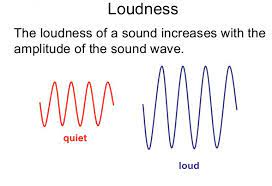 Loudness
The loudness of a sound increases with the
amplitude of the sound wave.
quiet
loud